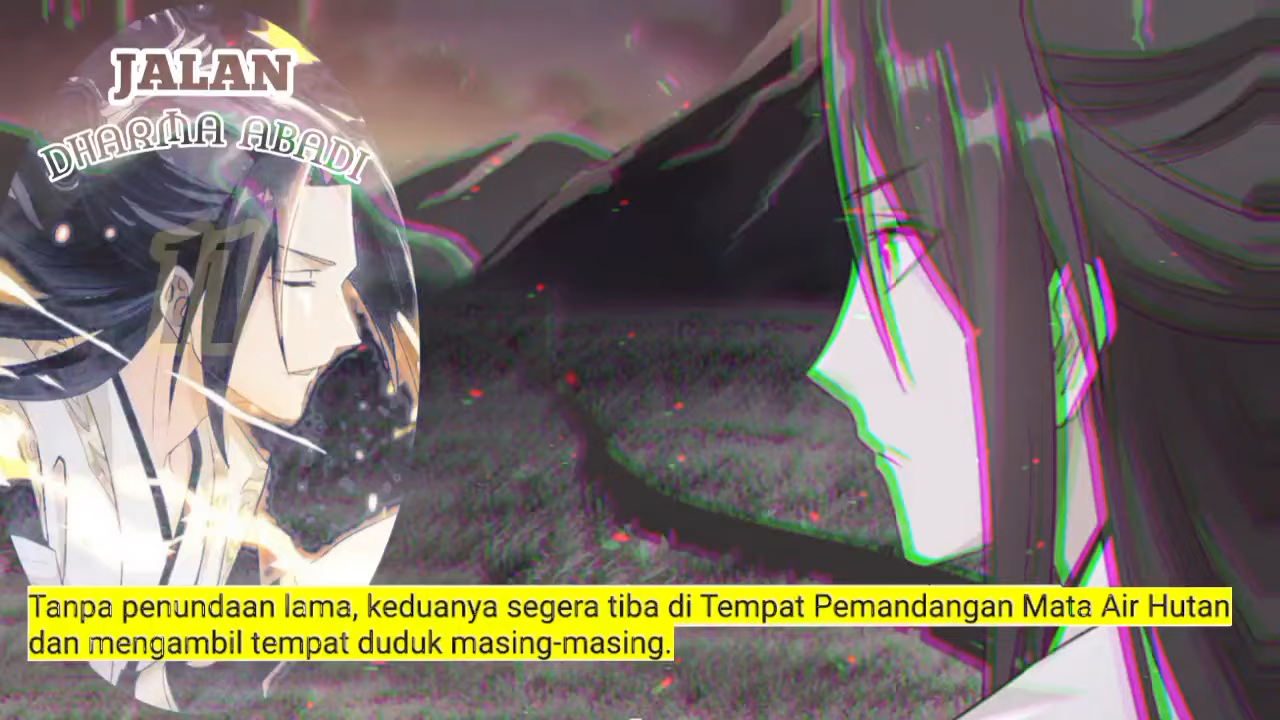 JALAN
DHARMA ABADI
Tanpa penundaan lama, keduanya segera tiba di Tempat Pemandangan Mata Air Hutan
dan mengambil tempat duduk masing-masing.